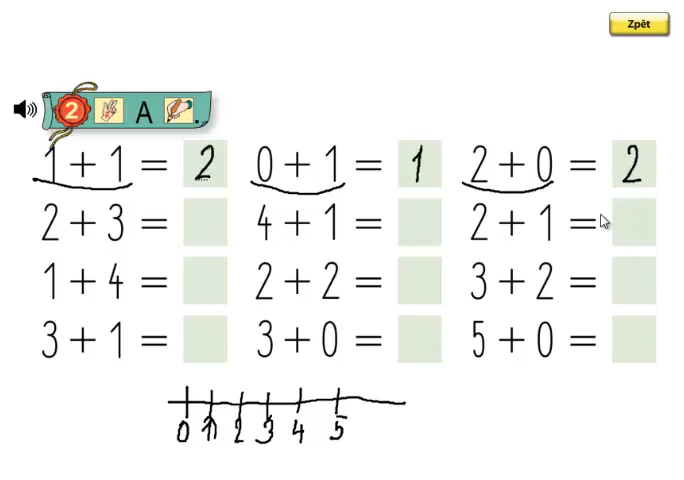 Zpět
2 A .
1 + 1 = 2 0 + 1 = 1 2 + 0 = 2
2 + 3 = 4 + 1 = 2 + 1 =
1 + 4 = 2 + 2 = 3 + 2 =
3 + 1 = 3 + 0 = 5 + 0 =
0 1 2 3 4 5